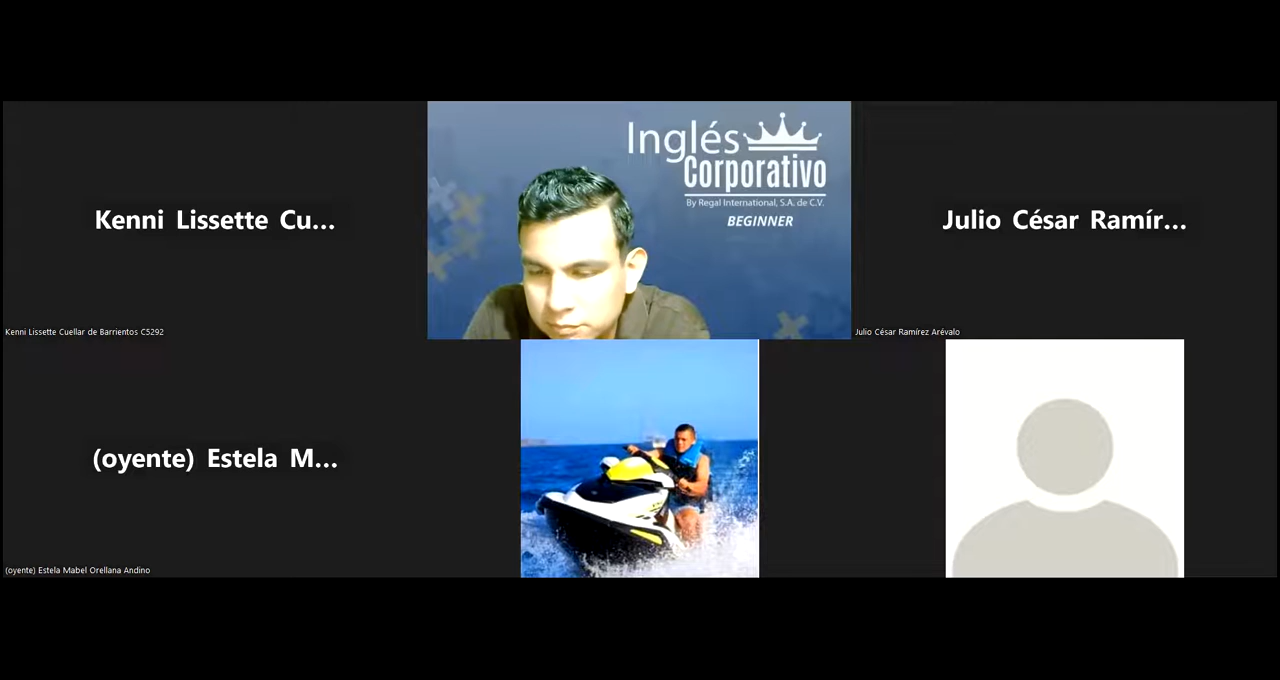 Kenni Lissette Cu...
Kenni Lissette Cuellar de Barrientos C5292
Inglés
Corporativo
By Regal International, S.A. de C.V.
BEGINNER
Julio César Ramír...
Julio César Ramírez Arévalo
(oyente) Estela M...
(oyente) Estela Mabel Orellana Andino